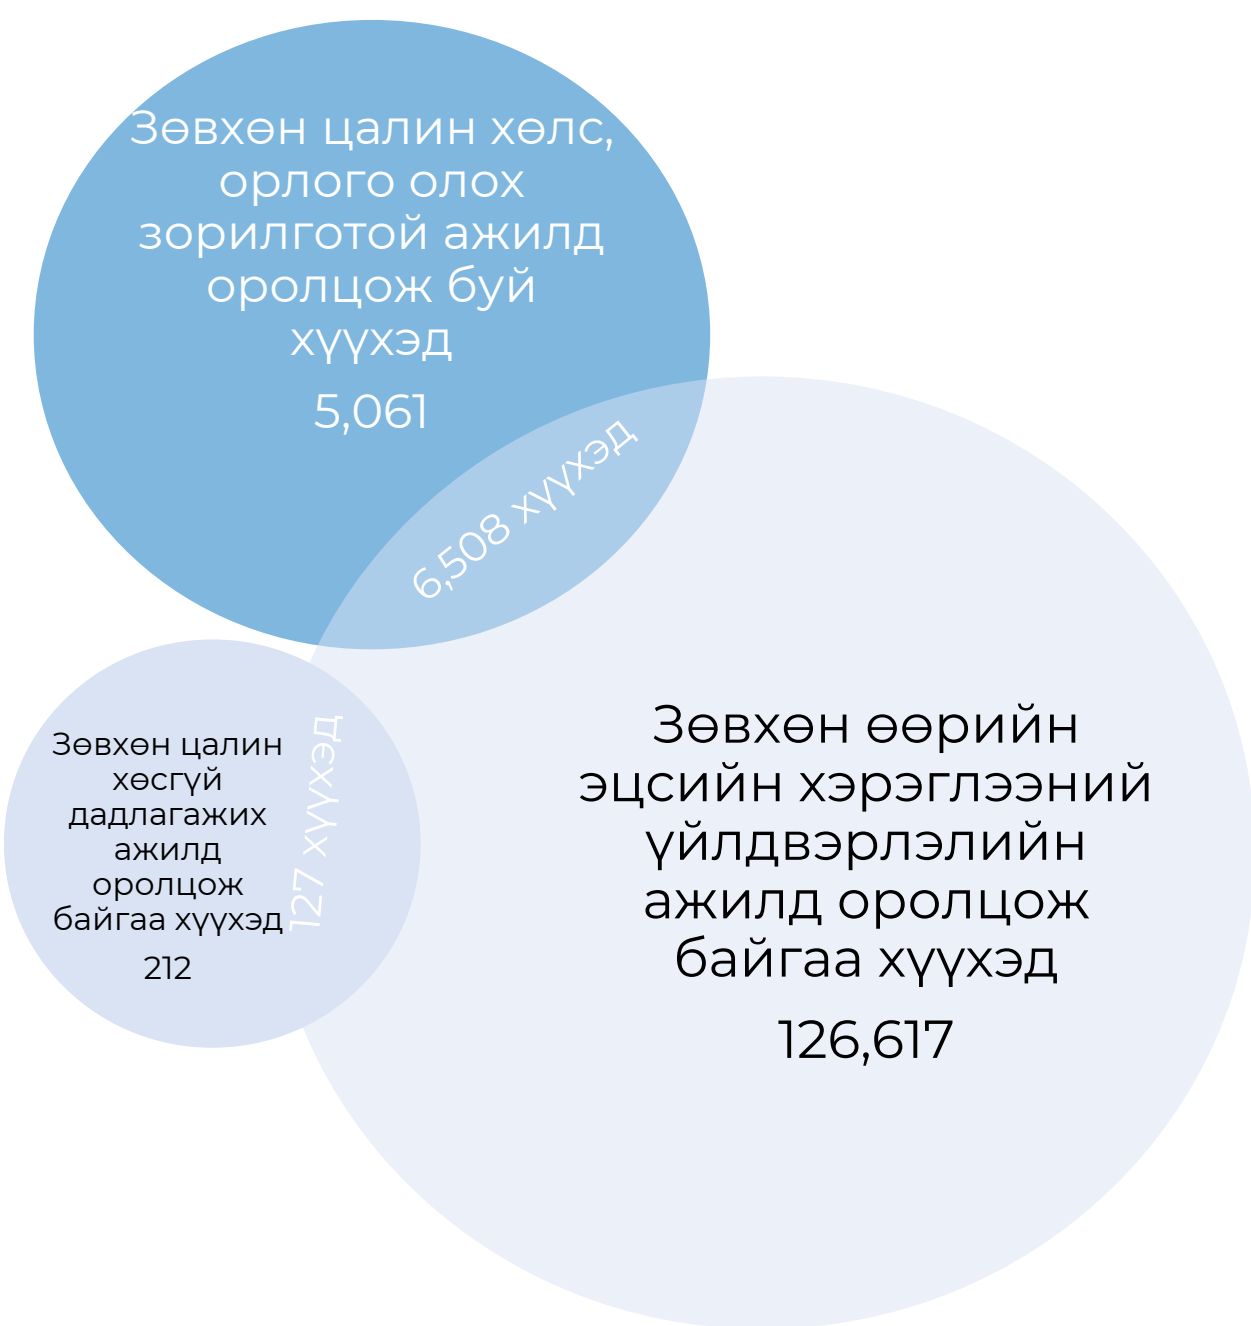 Зөвхөн цалин хөлс,
орлого олох
зорилготой ажилд
оролцож буй
хүүхэд
5,061
6,508 хүүхэд
Зөвхөн цалин
хөсгүй
дадлагажих
ажилд
оролцож
байгаа хүүхэд
212
127 хүүхэд
Зөвхөн өөрийн
эцсийн хэрэглээний
үйлдвэрлэлийн
ажилд оролцож
байгаа хүүхэд
126,617